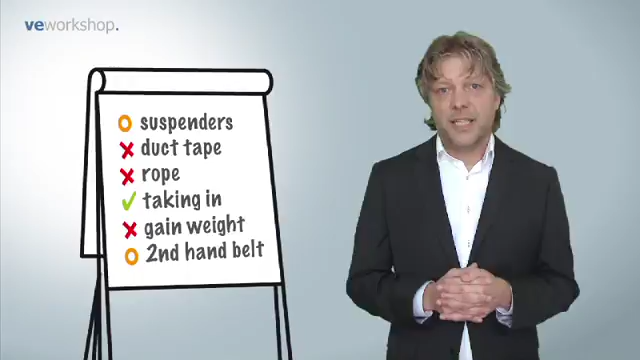 veworkshop.
suspenders
duct tape
rope
taking in
gain weight
2nd hand belt